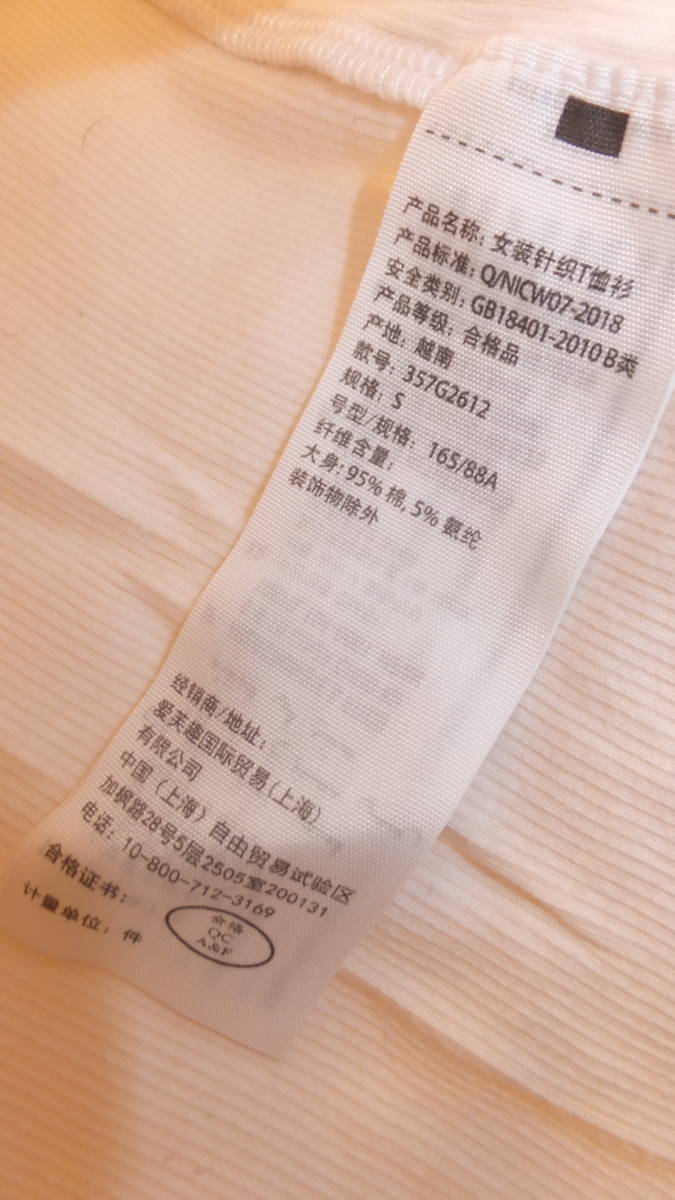 产品名称：女装针织T恤衫
产品标准：Q/NICW07-2018
安全类别：GB18401-2010 B类
产品等级：合格品
产地：越南
款号：357G2612
规格：S
号型/规格：165/88A
纤维含量：
大身：95% 棉, 5% 氨纶
装饰物除外
经销商/地址：
爱芙趣国际贸易(上海)
有限公司
中国（上海）自由贸易试验区
加枫路28号5层2505室200131
电话：10-800-712-3169
合格证书：
合格
QC
A&F
计量单位：件